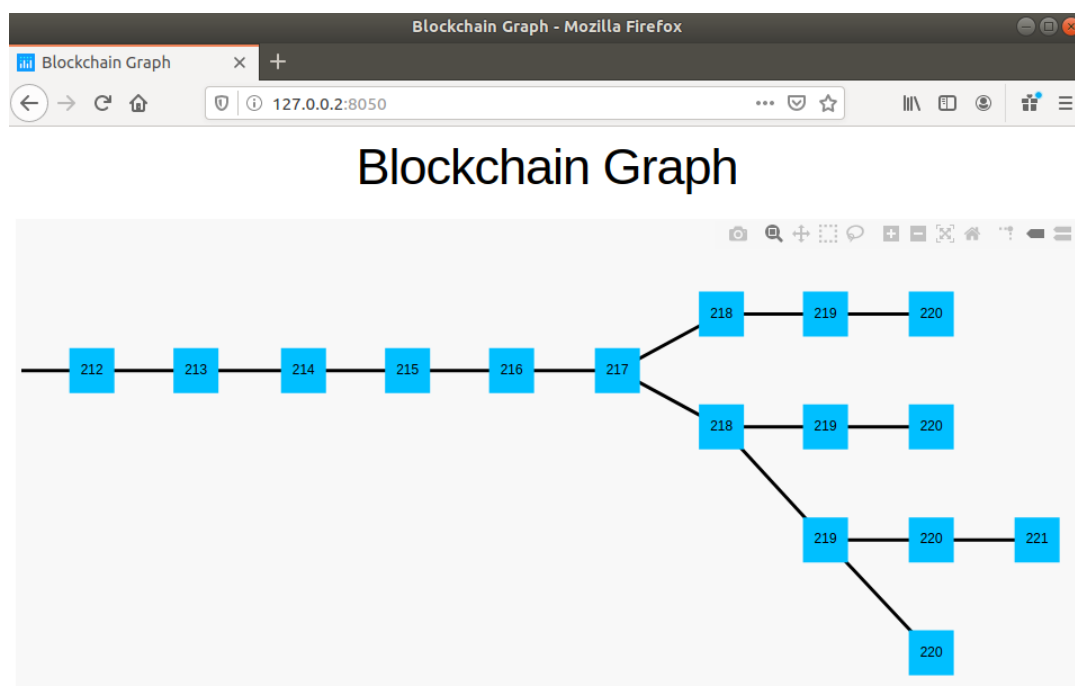 Blockchain Graph - Mozilla Firefox
Blockchain Graph
127.0.0.2:8050
Blockchain Graph
218 219 220
212 213 214 215 216 217
218 219 220
219 220 221
220